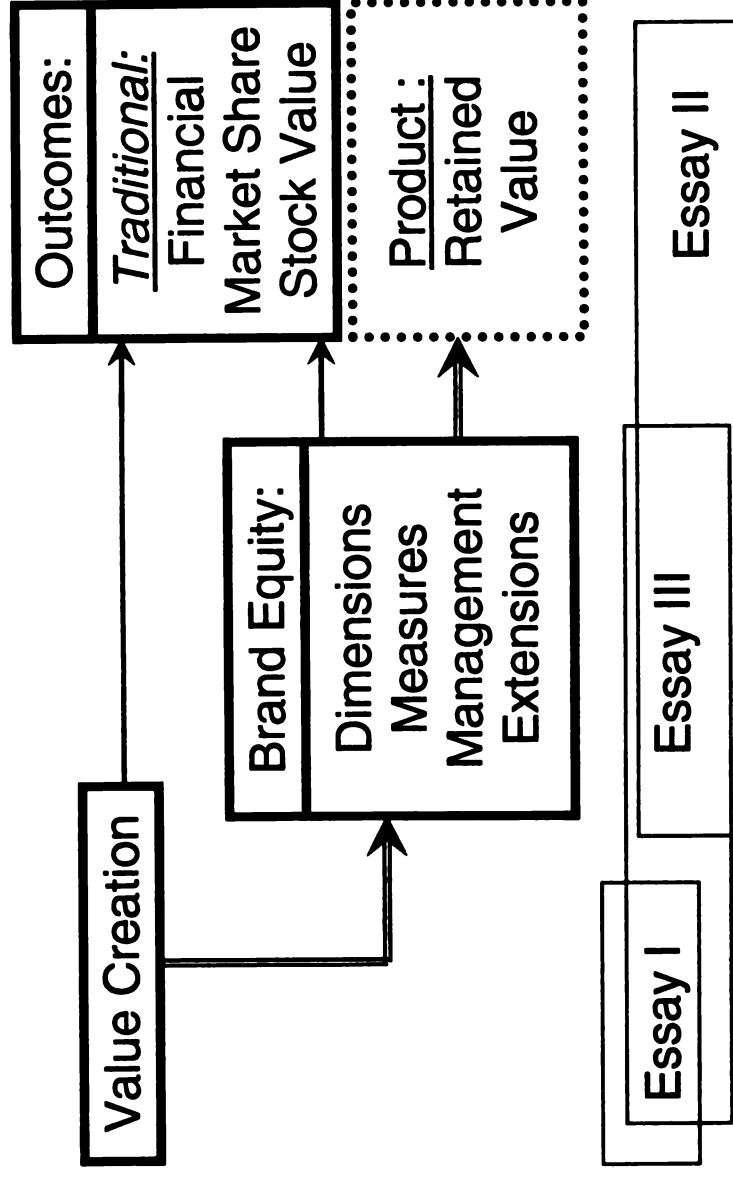 Value Creation
Brand Equity:
Dimensions
Measures
Management
Extensions
Outcomes:
Traditional:
Financial
Market Share
Stock Value
Product :
Retained
Value
Essay I
Essay III
Essay II